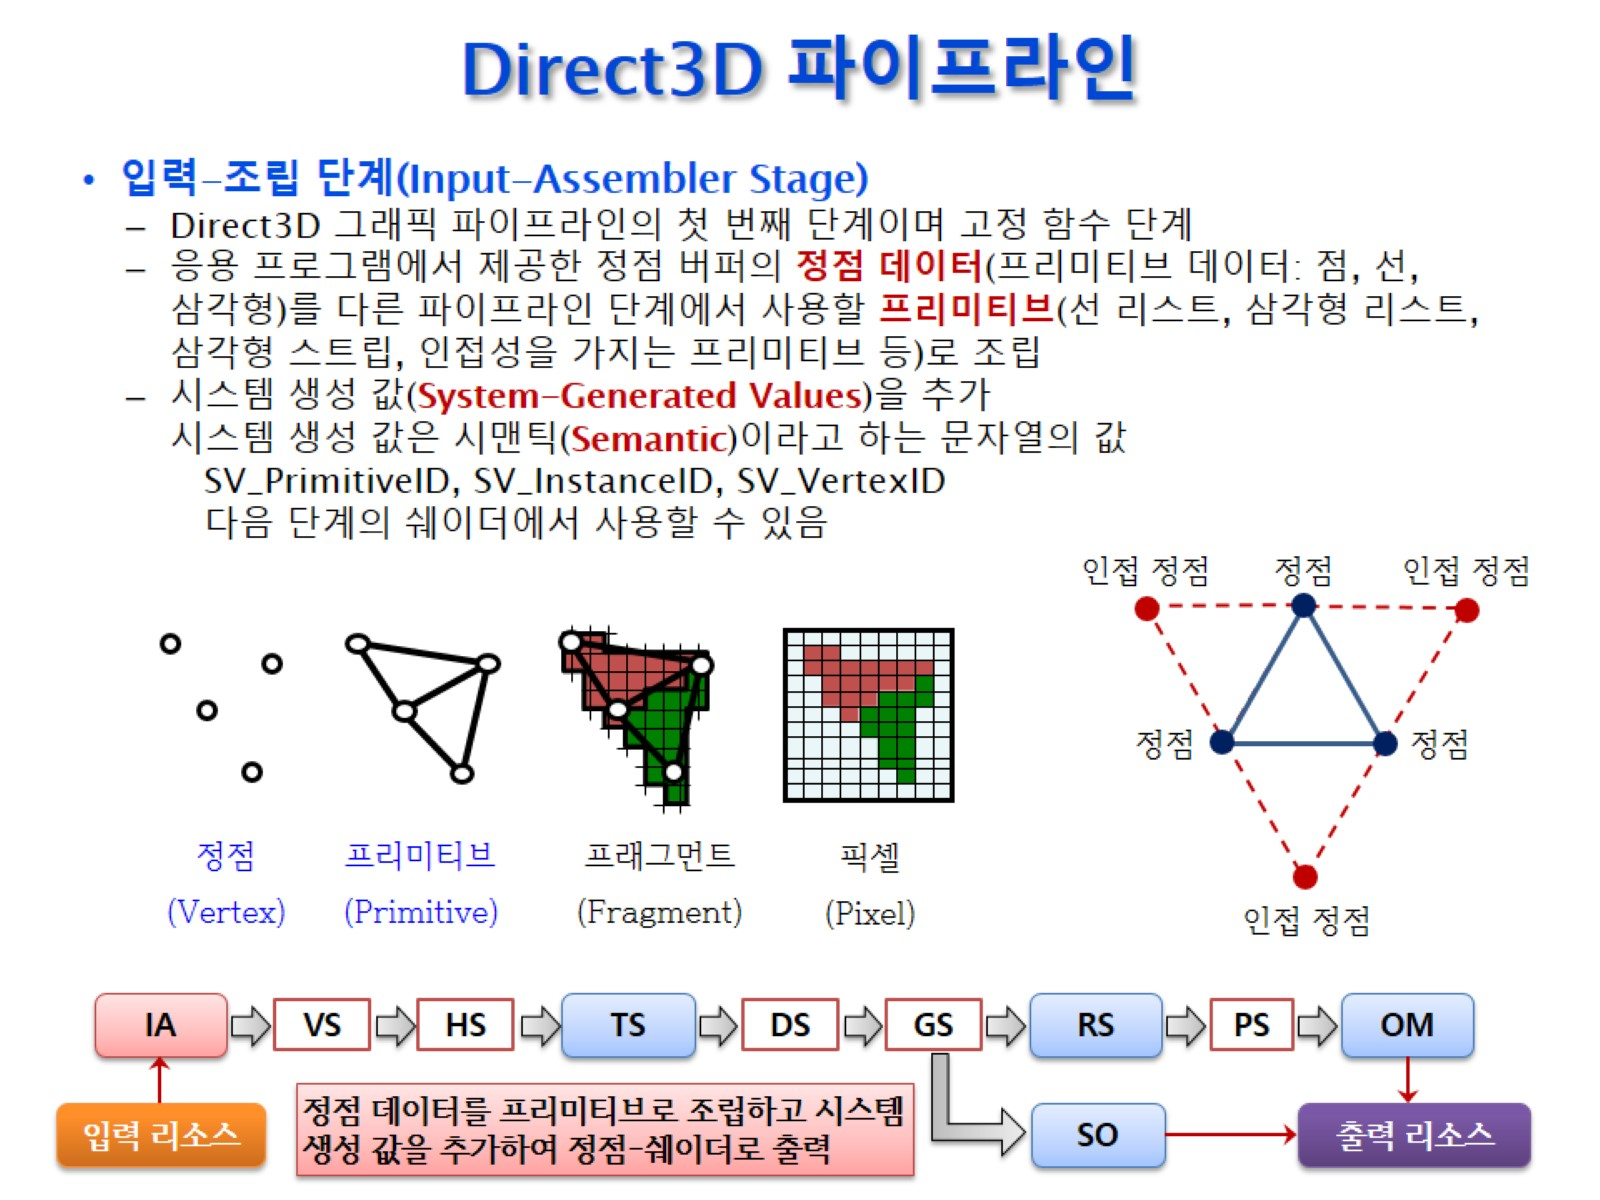 Direct3D 파이프라인
• 입력-조립 단계(Input-Assembler Stage)
– Direct3D 그래픽 파이프라인의 첫 번째 단계이며 고정 함수 단계
– 응용 프로그램에서 제공한 정점 버퍼의 정점 데이터(프리미티브 데이터: 점, 선,
삼각형)를 다른 파이프라인 단계에서 사용할 프리미티브(선 리스트, 삼각형 리스트,
삼각형 스트립, 인접성을 가지는 프리미티브 등)로 조립
– 시스템 생성 값(System-Generated Values)을 추가
시스템 생성 값은 시맨틱(Semantic)이라고 하는 문자열의 값
SV_PrimitiveID, SV_InstanceID, SV_VertexID
다음 단계의 쉐이더에서 사용할 수 있음
인접 정점 정점 인접 정점
정점 정점
인접 정점
정점 프리미티브 프래그먼트 픽셀
(Vertex) (Primitive) (Fragment) (Pixel)
IA VS HS TS DS GS RS PS OM
입력 리소스
정점 데이터를 프리미티브로 조립하고 시스템
생성 값을 추가하여 정점-쉐이더로 출력
SO 출력 리소스